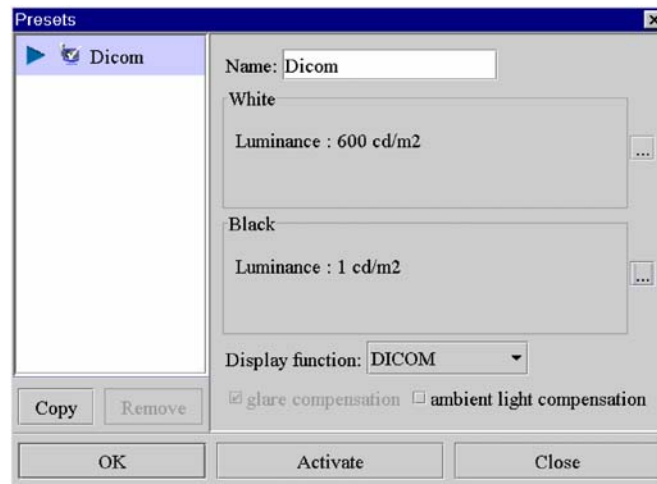 Presets
Dicom
Name: Dicom
White
Luminance : 600 cd/m2
...
Black
Luminance : 1 cd/m2
...
Display function: DICOM
glare compensation ambient light compensation
Copy Remove
OK Activate Close